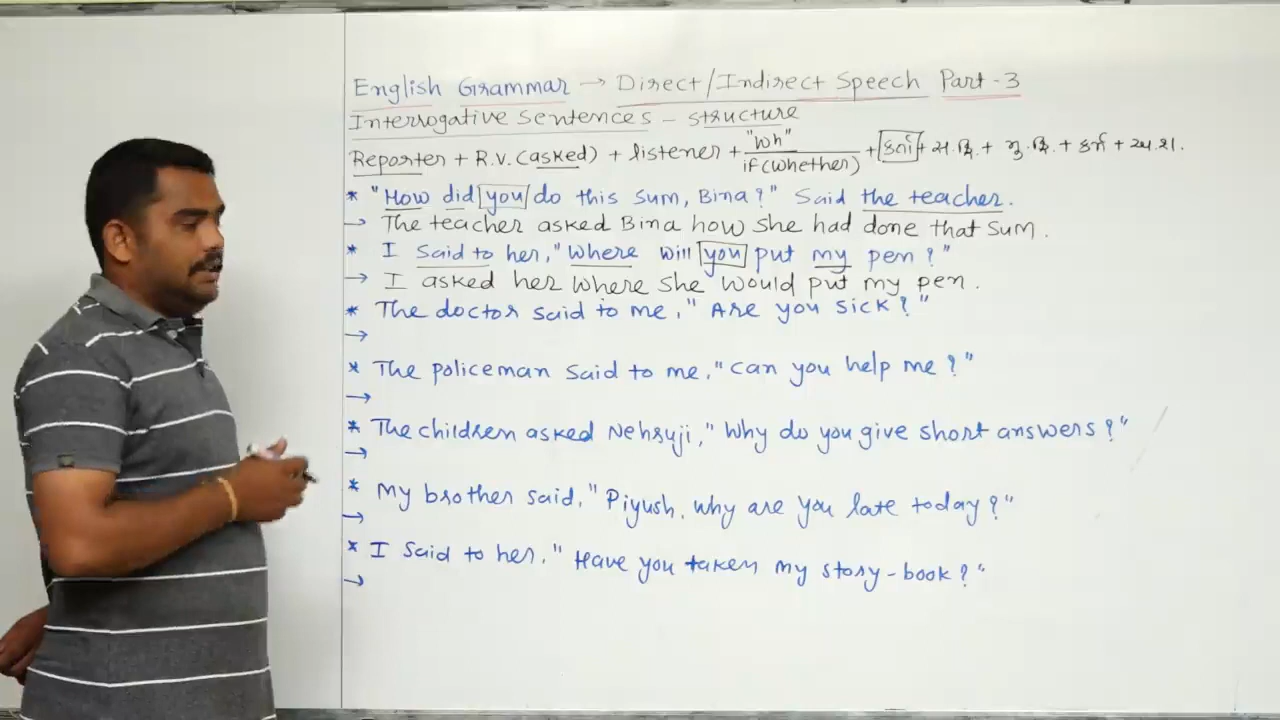 English Grammar → Direct/Indirect Speech Part-3
Interrogative Sentences - structure
Reporter + R.V.(asked) + listener + "Wh" / if(whether) + કર્તા + સ.ક્રિ. + મુ.ક્રિ. + કર્મ + અ.શ.
* "How did you do this sum, Bina?" Said the teacher.
→ The teacher asked Bina how she had done that sum.
* I Said to her, "Where will you put my pen?"
→ I asked her where she would put my pen.
* The doctor said to me, "Are you sick?"
→
* The policeman said to me, "Can you help me?"
→
* The children asked Nehruji, "Why do you give short answers?"
→
* My brother said, "Piyush, why are you late today?"
→
* I Said to her, "Have you taken my story-book?"
→